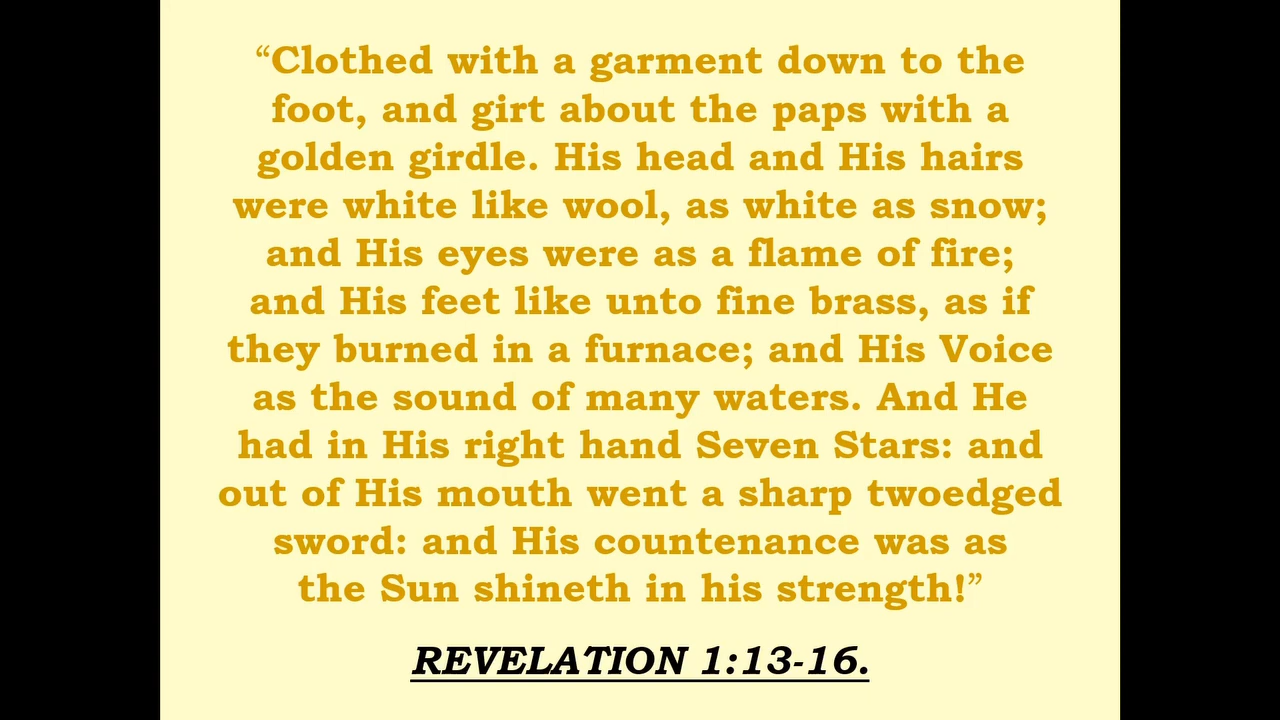 “Clothed with a garment down to the
foot, and girt about the paps with a
golden girdle. His head and His hairs
were white like wool, as white as snow;
and His eyes were as a flame of fire;
and His feet like unto fine brass, as if
they burned in a furnace; and His Voice
as the sound of many waters. And He
had in His right hand Seven Stars: and
out of His mouth went a sharp twoedged
sword: and His countenance was as
the Sun shineth in his strength!”
REVELATION 1:13-16.